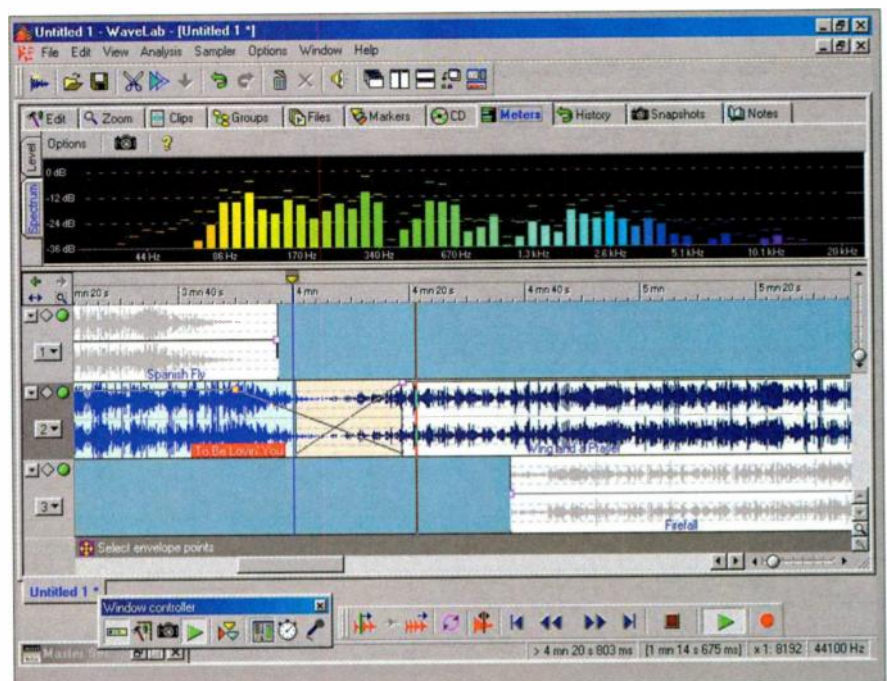 Untitled 1 - WaveLab - [Untitled 1 *]
File Edit View Analysis Sampler Options Window Help
Edit Zoom Clips Groups Files Markers CD Meters History Snapshots Notes
Level
Spectrum
Options
0 dB
-12 dB
-24 dB
-36 dB
44 Hz 86 Hz 170 Hz 340 Hz 670 Hz 1.3 kHz 2.6 kHz 5.1 kHz 10.1 kHz 20 kHz
mn 20 s 3 mn 40 s 4 mn 4 mn 20 s 4 mn 40 s 5 mn 5 mn 20 s
1
Spanish Fly
2
To Be Lovin' You
Wing and a Prayer
3
Firefall
Select envelope points
Untitled 1 *
Window controller
Master
> 4 mn 20 s 803 ms [1 mn 14 s 675 ms] x 1: 8192 44100 Hz